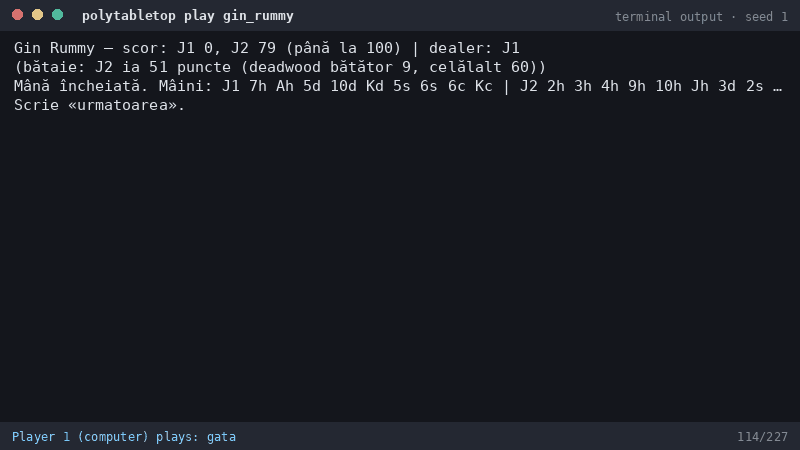 polytabletop play gin_rummy
terminal output · seed 1
Gin Rummy — scor: J1 0, J2 79 (până la 100) | dealer: J1
(bătaie: J2 ia 51 puncte (deadwood bătător 9, celălalt 60))
Mână încheiată. Mâini: J1 7h Ah 5d 10d Kd 5s 6s 6c Kc | J2 2h 3h 4h 9h 10h Jh 3d 2s …
Scrie «urmatoarea».
Player 1 (computer) plays: gata
114/227